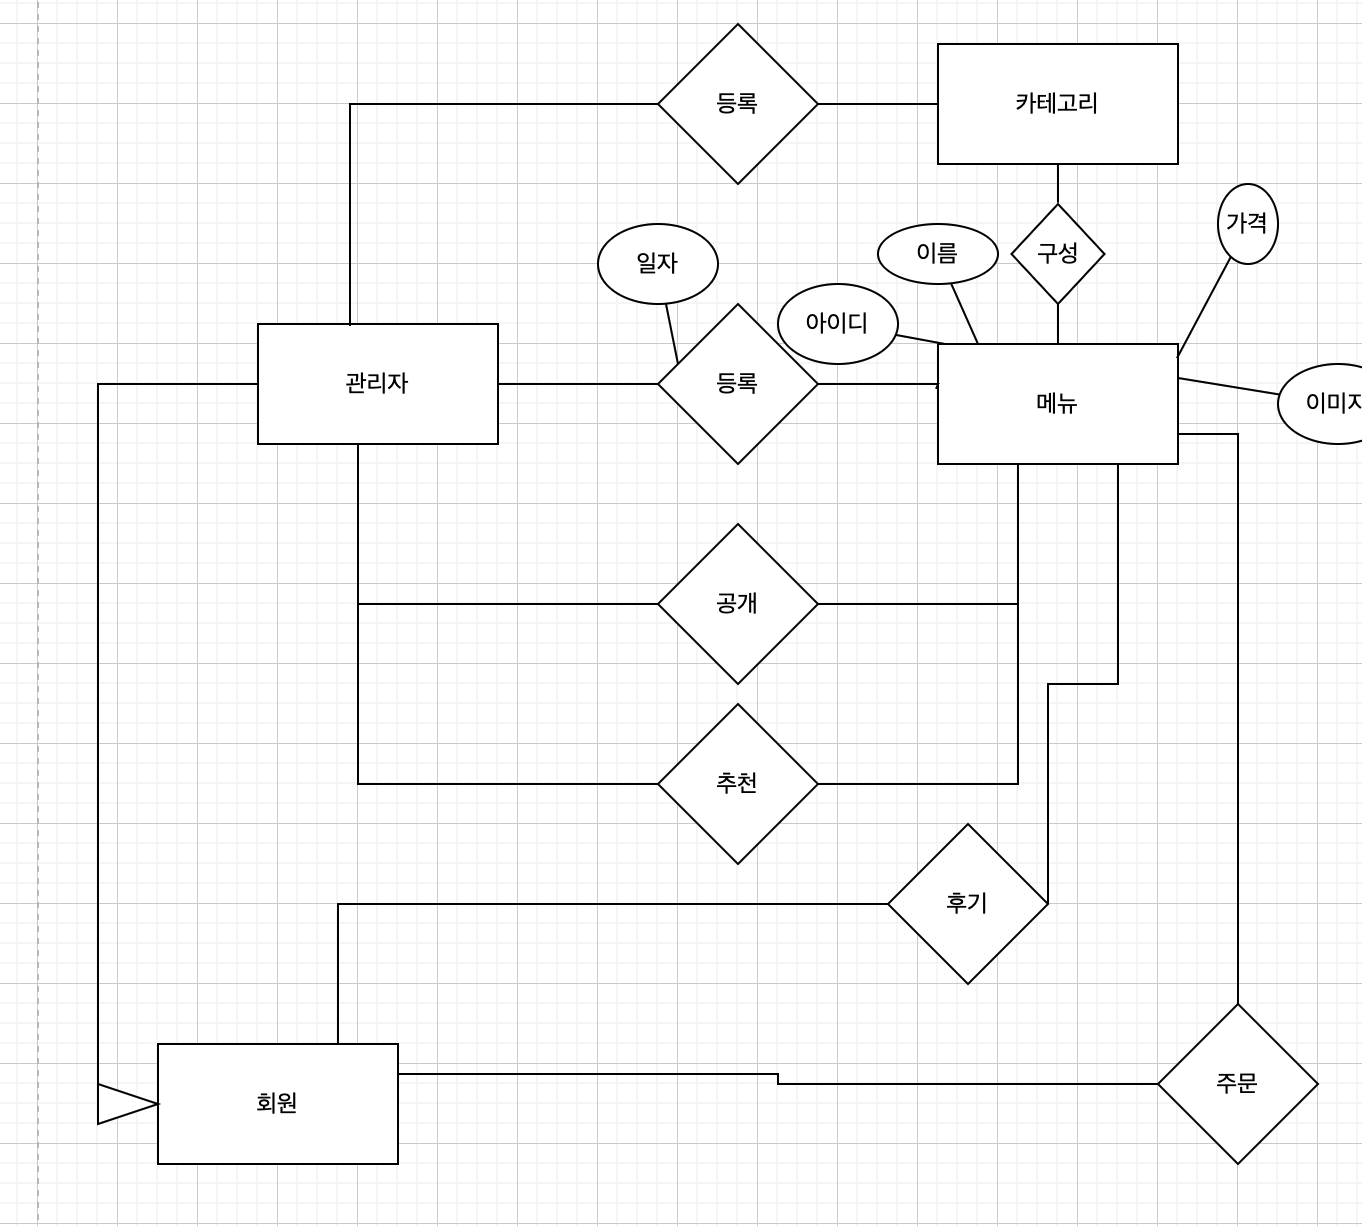 등록
카테고리
가격
이름
구성
일자
아이디
관리자
등록
메뉴
이미지
공개
추천
후기
주문
회원